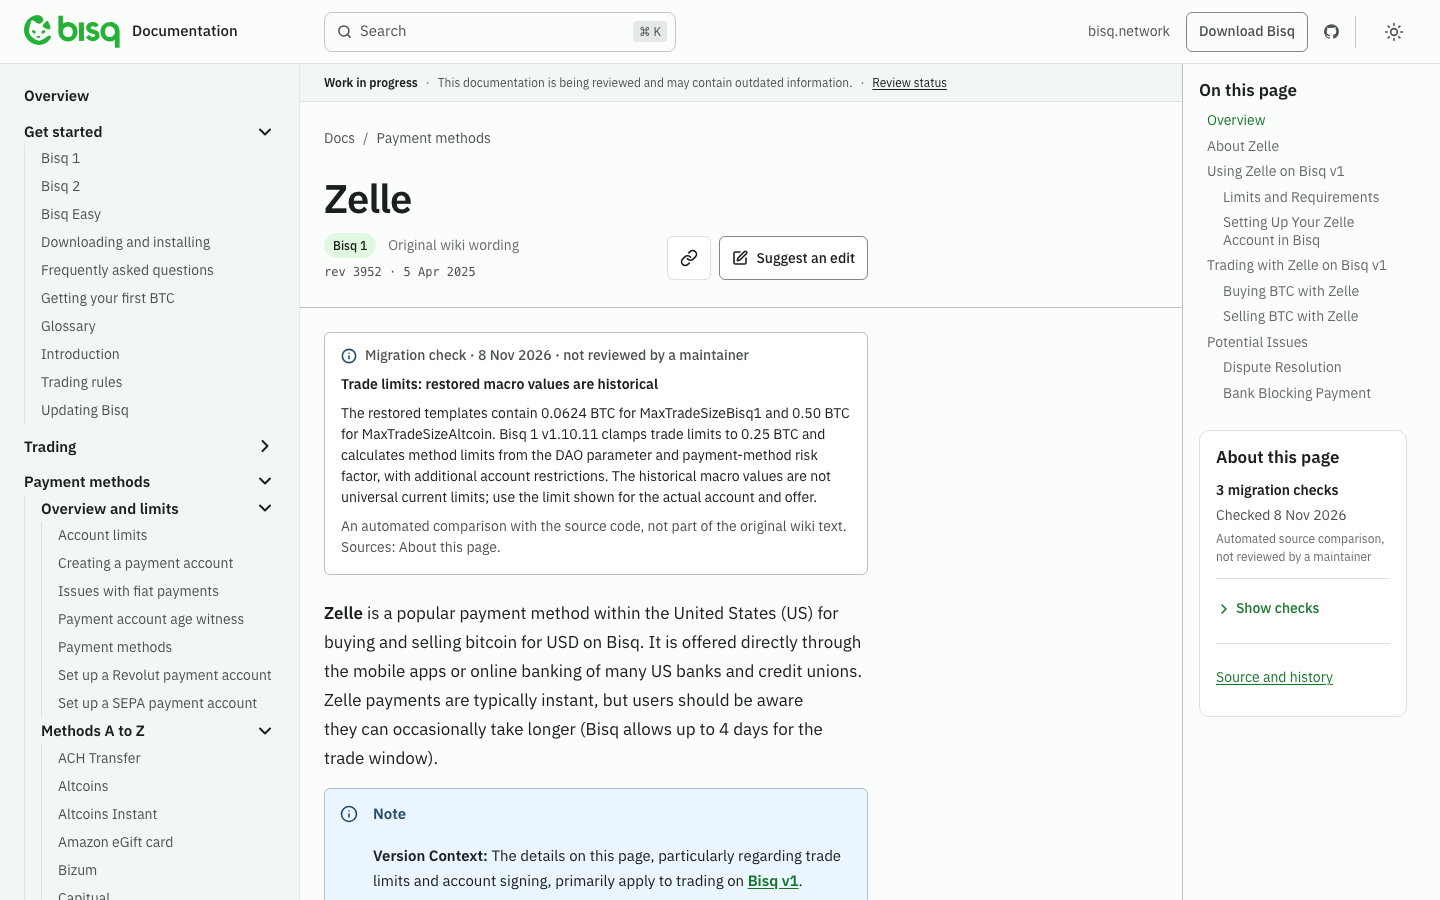 bisq
Documentation
Search
⌘ K
bisq.network
Download Bisq
Overview
Get started
Bisq 1
Bisq 2
Bisq Easy
Downloading and installing
Frequently asked questions
Getting your first BTC
Glossary
Introduction
Trading rules
Updating Bisq
Trading
Payment methods
Overview and limits
Account limits
Creating a payment account
Issues with fiat payments
Payment account age witness
Payment methods
Set up a Revolut payment account
Set up a SEPA payment account
Methods A to Z
ACH Transfer
Altcoins
Altcoins Instant
Amazon eGift card
Bizum
Capitual
Work in progress · This documentation is being reviewed and may contain outdated information. · Review status
Docs / Payment methods
Zelle
Bisq 1
Original wiki wording
rev 3952 · 5 Apr 2025
Suggest an edit
Migration check · 8 Nov 2026 · not reviewed by a maintainer
Trade limits: restored macro values are historical
The restored templates contain 0.0624 BTC for MaxTradeSizeBisq1 and 0.50 BTC
for MaxTradeSizeAltcoin. Bisq 1 v1.10.11 clamps trade limits to 0.25 BTC and
calculates method limits from the DAO parameter and payment-method risk
factor, with additional account restrictions. The historical macro values are not
universal current limits; use the limit shown for the actual account and offer.
An automated comparison with the source code, not part of the original wiki text.
Sources: About this page.
Zelle is a popular payment method within the United States (US) for
buying and selling bitcoin for USD on Bisq. It is offered directly through
the mobile apps or online banking of many US banks and credit unions.
Zelle payments are typically instant, but users should be aware
they can occasionally take longer (Bisq allows up to 4 days for the
trade window).
Note
Version Context: The details on this page, particularly regarding trade
limits and account signing, primarily apply to trading on Bisq v1.
On this page
Overview
About Zelle
Using Zelle on Bisq v1
Limits and Requirements
Setting Up Your Zelle
Account in Bisq
Trading with Zelle on Bisq v1
Buying BTC with Zelle
Selling BTC with Zelle
Potential Issues
Dispute Resolution
Bank Blocking Payment
About this page
3 migration checks
Checked 8 Nov 2026
Automated source comparison,
not reviewed by a maintainer
Show checks
Source and history